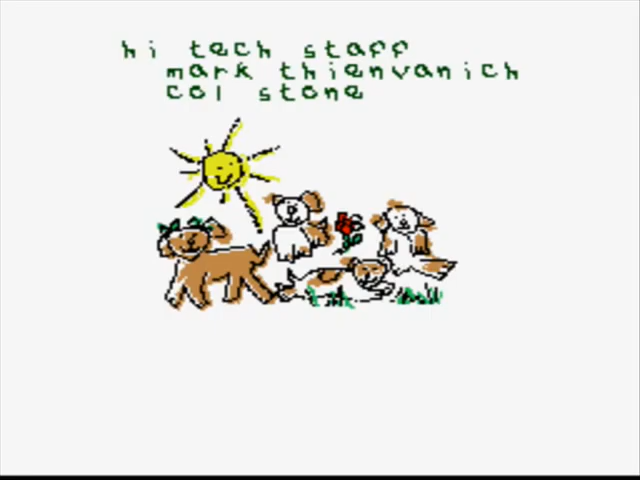 hi tech staff
mark thienvanich
col stone